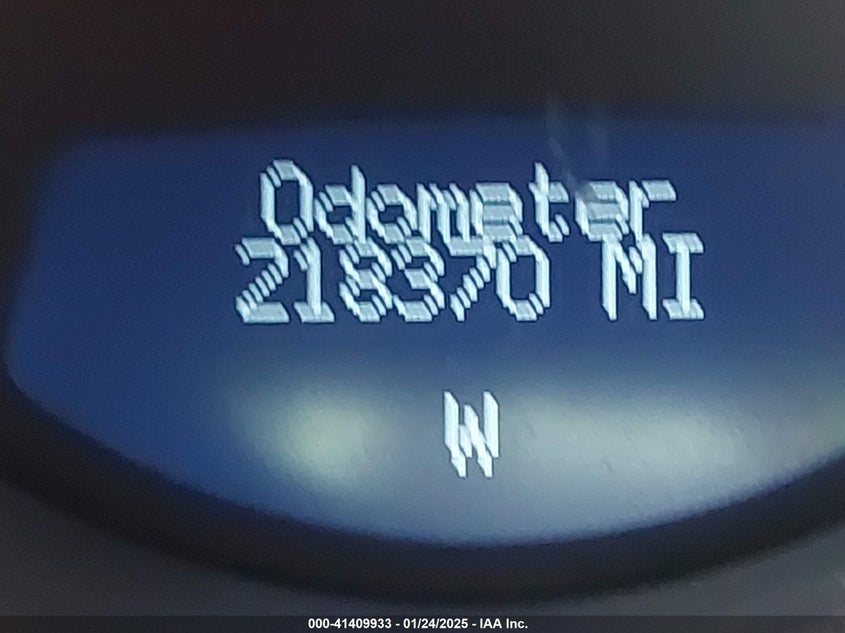 Odometer
218370 MI
W
000-41409933 - 01/24/2025 - IAA Inc.